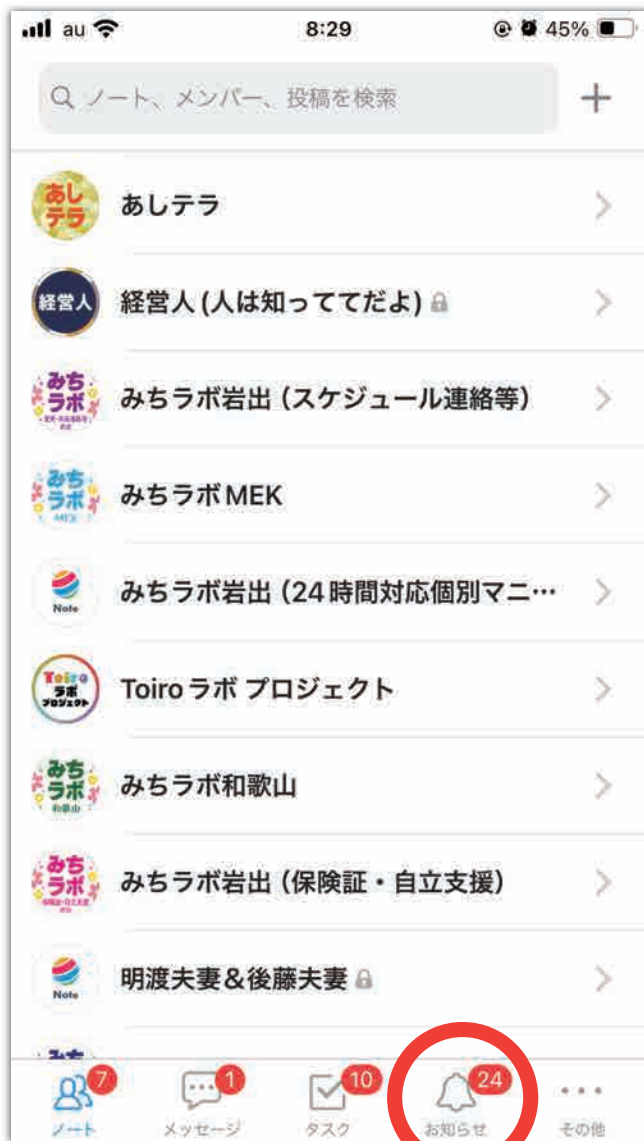 au 8:29 45%
ノート、メンバー、投稿を検索
あし
テラ
あしテラ
経営人
経営人(人は知っててだよ)
みち
ラボ
みちラボ岩出(スケジュール連絡等)
みち
ラボ
MEK
みちラボMEK
Note
みちラボ岩出(24時間対応個別マニ…
Toiro
ラボ
プロジェクト
Toiroラボ プロジェクト
みち
ラボ
和歌山
みちラボ和歌山
みち
ラボ
みちラボ岩出(保険証・自立支援)
Note
明渡夫妻&後藤夫妻
みち
7 1 10 24
ノート メッセージ タスク お知らせ その他